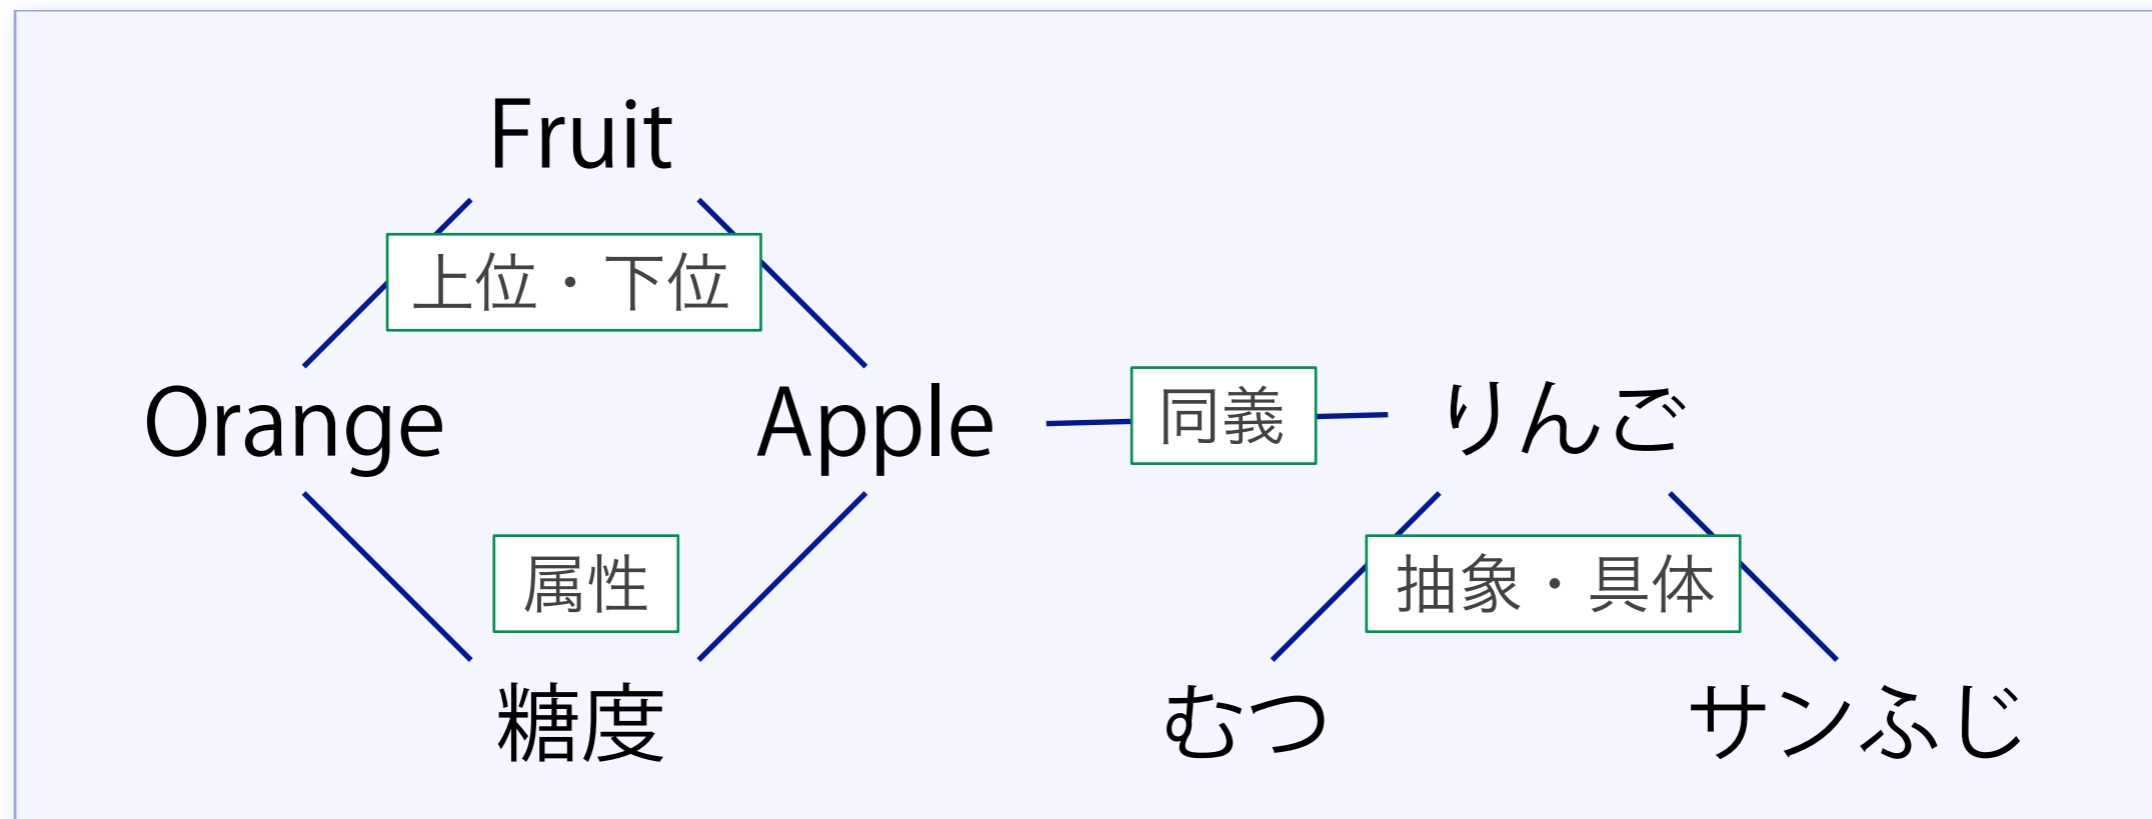 Fruit
上位・下位
Orange
Apple
同義
りんご
属性
抽象・具体
糖度
むつ
サンふじ